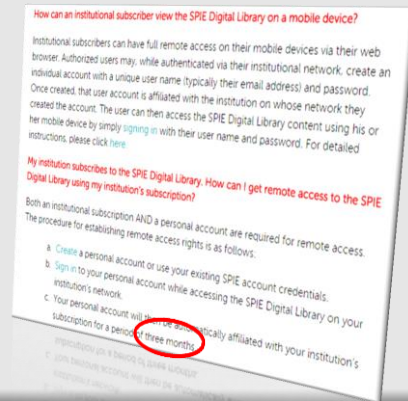 How can an institutional subscriber view the SPIE Digital Library on a mobile device?
Institutional subscribers can have full remote access on their mobile devices via their web
browser. Authorized users may, while authenticated via their institutional network, create an
individual account with a unique user name (typically their email address) and password.
Once created, that user account is affiliated with the institution on whose network they
created the account. The user can then access the SPIE Digital Library content using his or
her mobile device by simply signing in with their user name and password. For detailed
instructions, please click here
My institution subscribes to the SPIE Digital Library. How can I get remote access to the SPIE
Digital Library using my institution's subscription?
Both an institutional subscription AND a personal account are required for remote access.
The procedure for establishing remote access rights is as follows:
a. Create a personal account or use your existing SPIE account credentials.
b. Sign in to your personal account while accessing the SPIE Digital Library on your
institution's network.
c. Your personal account will then be automatically affiliated with your institution's
subscription for a period of three months